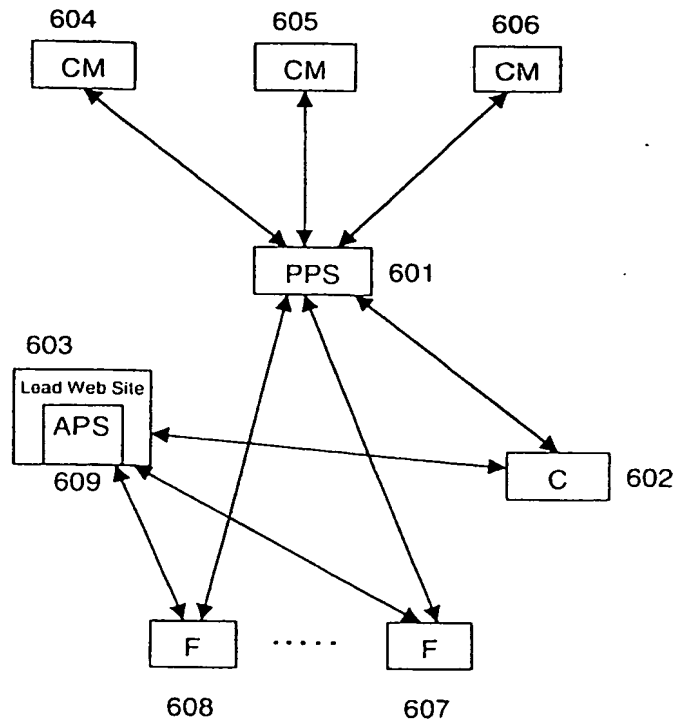 604 605 606
CM CM CM
PPS 601
603
Lead Web Site
APS
609
C 602
F ..... F
608 607